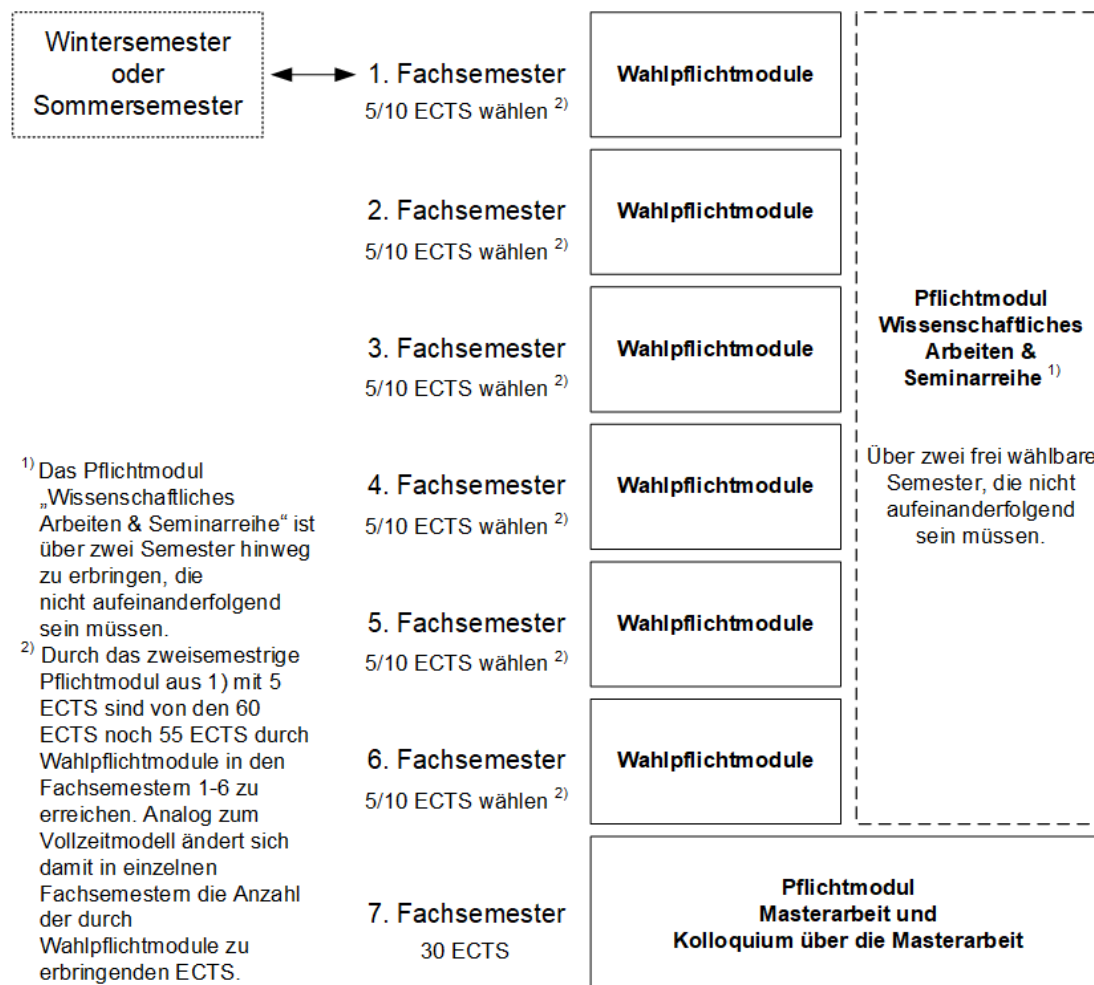 Wintersemester
oder
Sommersemester
1. Fachsemester
5/10 ECTS wählen 2)
Wahlpflichtmodule
2. Fachsemester
5/10 ECTS wählen 2)
Wahlpflichtmodule
3. Fachsemester
5/10 ECTS wählen 2)
Wahlpflichtmodule
4. Fachsemester
5/10 ECTS wählen 2)
Wahlpflichtmodule
5. Fachsemester
5/10 ECTS wählen 2)
Wahlpflichtmodule
6. Fachsemester
5/10 ECTS wählen 2)
Wahlpflichtmodule
Pflichtmodul
Wissenschaftliches
Arbeiten &
Seminarreihe 1)
Über zwei frei wählbare
Semester, die nicht
aufeinanderfolgend
sein müssen.
7. Fachsemester
30 ECTS
Pflichtmodul
Masterarbeit und
Kolloquium über die Masterarbeit
1) Das Pflichtmodul
„Wissenschaftliches
Arbeiten & Seminarreihe“ ist
über zwei Semester hinweg
zu erbringen, die
nicht aufeinanderfolgend
sein müssen.
2) Durch das zweisemestrige
Pflichtmodul aus 1) mit 5
ECTS sind von den 60
ECTS noch 55 ECTS durch
Wahlpflichtmodule in den
Fachsemestern 1-6 zu
erreichen. Analog zum
Vollzeitmodell ändert sich
damit in einzelnen
Fachsemestern die Anzahl
der durch
Wahlpflichtmodule zu
erbringenden ECTS.